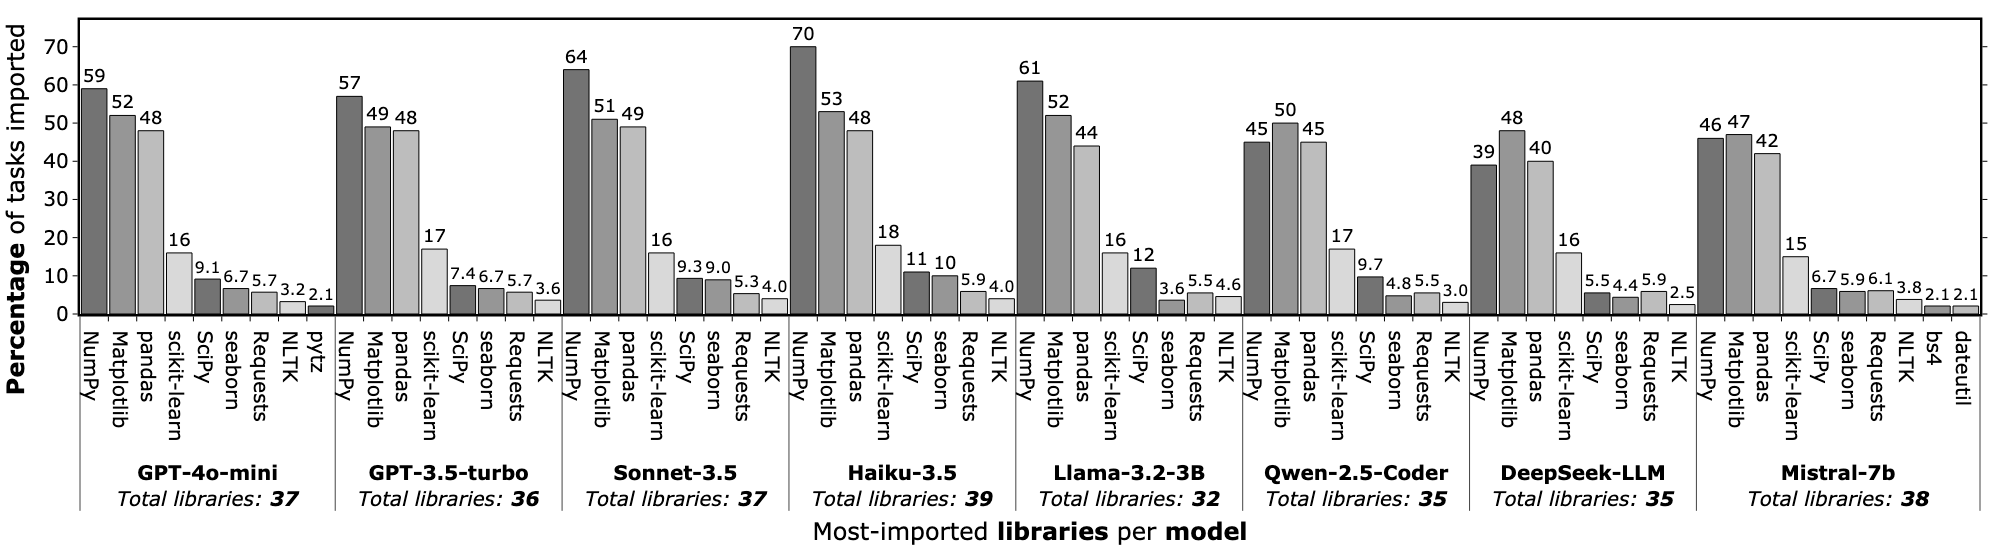 Percentage of tasks imported
70
60
50
40
30
20
10
0
59 52 48 16 9.1 6.7 5.7 3.2 2.1
NumPy Matplotlib pandas scikit-learn SciPy seaborn Requests NLTK pytz
GPT-4o-mini
Total libraries: 37
57 49 48 17 7.4 6.7 5.7 3.6
NumPy Matplotlib pandas scikit-learn SciPy seaborn Requests NLTK
GPT-3.5-turbo
Total libraries: 36
64 51 49 16 9.3 9.0 5.3 4.0
NumPy Matplotlib pandas scikit-learn SciPy seaborn Requests NLTK
Sonnet-3.5
Total libraries: 37
70 53 48 18 11 10 5.9 4.0
NumPy Matplotlib pandas scikit-learn SciPy seaborn Requests NLTK
Haiku-3.5
Total libraries: 39
61 52 44 16 12 3.6 5.5 4.6
NumPy Matplotlib pandas scikit-learn SciPy seaborn Requests NLTK
Llama-3.2-3B
Total libraries: 32
45 50 45 17 9.7 4.8 5.5 3.0
NumPy Matplotlib pandas scikit-learn SciPy seaborn Requests NLTK
Qwen-2.5-Coder
Total libraries: 35
39 48 40 16 5.5 4.4 5.9 2.5
NumPy Matplotlib pandas scikit-learn SciPy seaborn Requests NLTK
DeepSeek-LLM
Total libraries: 35
46 47 42 15 6.7 5.9 6.1 3.8 2.1 2.1
NumPy Matplotlib pandas scikit-learn SciPy seaborn Requests NLTK bs4 dateutil
Mistral-7b
Total libraries: 38
Most-imported libraries per model